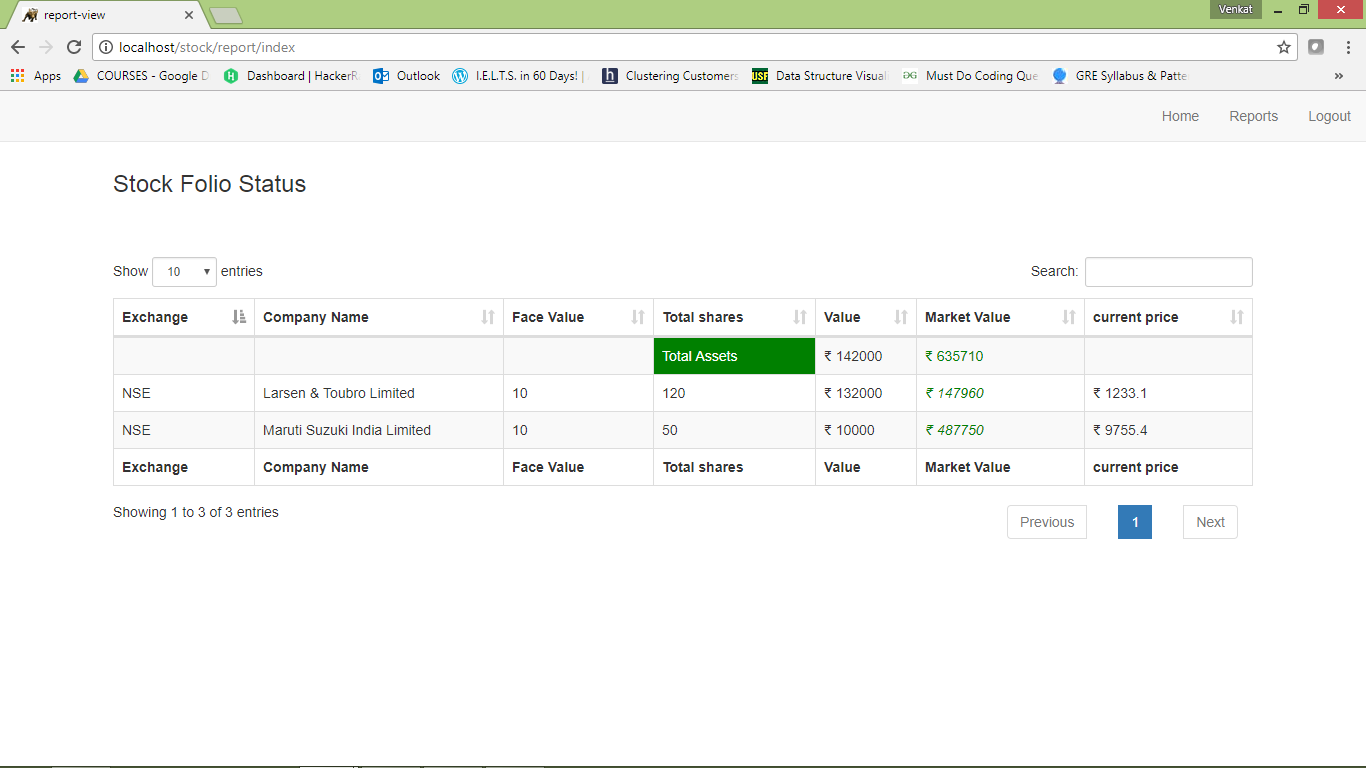 report-view
Venkat
localhost/stock/report/index
Apps COURSES - Google D Dashboard | HackerR Outlook I.E.L.T.S. in 60 Days! | Clustering Customers USF Data Structure Visual Must Do Coding Que GRE Syllabus & Patte »
Home Reports Logout
Stock Folio Status
Show 10 entries Search:
Exchange Company Name Face Value Total shares Value Market Value current price
Total Assets ₹ 142000 ₹ 635710
NSE Larsen & Toubro Limited 10 120 ₹ 132000 ₹ 147960 ₹ 1233.1
NSE Maruti Suzuki India Limited 10 50 ₹ 10000 ₹ 487750 ₹ 9755.4
Exchange Company Name Face Value Total shares Value Market Value current price
Showing 1 to 3 of 3 entries Previous 1 Next